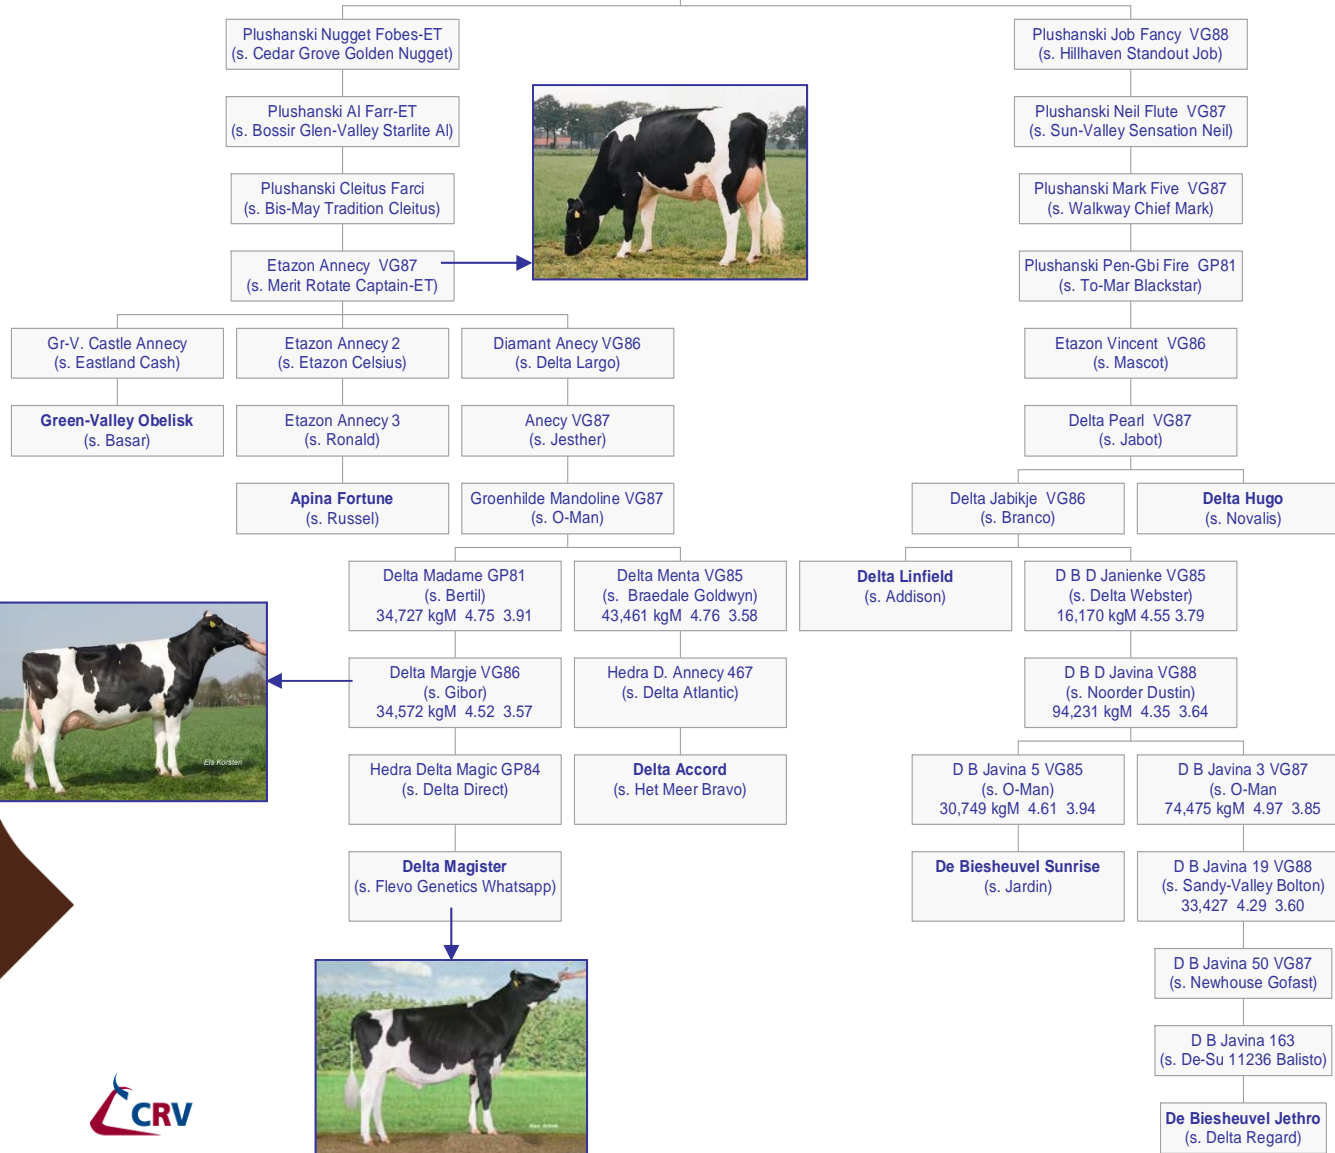 Plushanski Nugget Fobes-ET
(s. Cedar Grove Golden Nugget)
Plushanski Job Fancy VG88
(s. Hillhaven Standout Job)
Plushanski Al Farr-ET
(s. Bossir Glen-Valley Starlite Al)
Plushanski Neil Flute VG87
(s. Sun-Valley Sensation Neil)
Plushanski Cleitus Farci
(s. Bis-May Tradition Cleitus)
Plushanski Mark Five VG87
(s. Walkway Chief Mark)
Etazon Annecy VG87
(s. Merit Rotate Captain-ET)
Plushanski Pen-Gbi Fire GP81
(s. To-Mar Blackstar)
Gr-V. Castle Annecy
(s. Eastland Cash)
Etazon Annecy 2
(s. Etazon Celsius)
Diamant Anecy VG86
(s. Delta Largo)
Etazon Vincent VG86
(s. Mascot)
Green-Valley Obelisk
(s. Basar)
Etazon Annecy 3
(s. Ronald)
Anecy VG87
(s. Jesther)
Delta Pearl VG87
(s. Jabot)
Apina Fortune
(s. Russel)
Groenhilde Mandoline VG87
(s. O-Man)
Delta Jabikje VG86
(s. Branco)
Delta Hugo
(s. Novalis)
Delta Madame GP81
(s. Bertil)
34,727 kgM 4.75 3.91
Delta Menta VG85
(s. Braedale Goldwyn)
43,461 kgM 4.76 3.58
Delta Linfield
(s. Addison)
D B D Janienke VG85
(s. Delta Webster)
16,170 kgM 4.55 3.79
Delta Margje VG86
(s. Gibor)
34,572 kgM 4.52 3.57
Hedra D. Annecy 467
(s. Delta Atlantic)
D B D Javina VG88
(s. Noorder Dustin)
94,231 kgM 4.35 3.64
Els Korsten
Hedra Delta Magic GP84
(s. Delta Direct)
Delta Accord
(s. Het Meer Bravo)
D B Javina 5 VG85
(s. O-Man)
30,749 kgM 4.61 3.94
D B Javina 3 VG87
(s. O-Man
74,475 kgM 4.97 3.85
Delta Magister
(s. Flevo Genetics Whatsapp)
De Biesheuvel Sunrise
(s. Jardin)
D B Javina 19 VG88
(s. Sandy-Valley Bolton)
33,427 4.29 3.60
D B Javina 50 VG87
(s. Newhouse Gofast)
D B Javina 163
(s. De-Su 11236 Balisto)
De Biesheuvel Jethro
(s. Delta Regard)
CRV